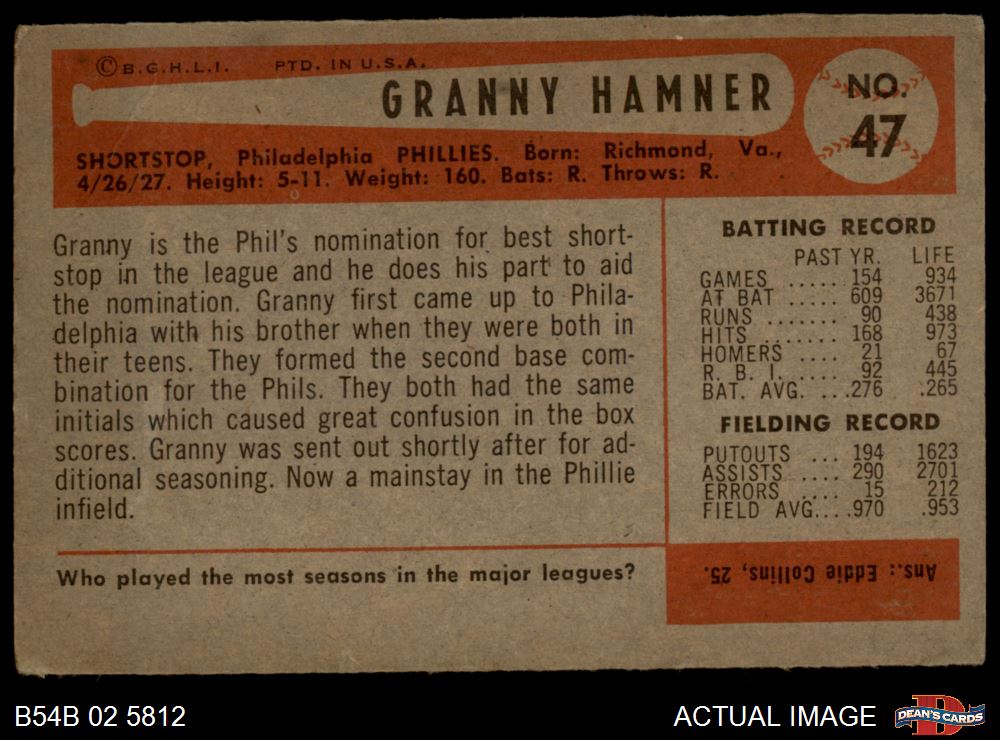 ©B.G.H.L.I. PTD. IN U.S.A.
GRANNY HAMNER
NO.
47
SHORTSTOP, Philadelphia PHILLIES. Born: Richmond, Va.,
4/26/27. Height: 5-11. Weight: 160. Bats: R. Throws: R.
Granny is the Phil's nomination for best short-
stop in the league and he does his part to aid
the nomination. Granny first came up to Phila-
delphia with his brother when they were both in
their teens. They formed the second base com-
bination for the Phils. They both had the same
initials which caused great confusion in the box
scores. Granny was sent out shortly after for ad-
ditional seasoning. Now a mainstay in the Phillie
infield.
BATTING RECORD
PAST YR. LIFE
GAMES ..... 154 934
AT BAT ..... 609 3671
RUNS ....... 90 438
HITS ....... 168 973
HOMERS .... 21 67
R. B. I. .... 92 445
BAT. AVG. ...276 .265
FIELDING RECORD
PUTOUTS ... 194 1623
ASSISTS .... 290 2701
ERRORS .... 15 212
FIELD AVG. ...970 .953
Who played the most seasons in the major leagues?
Ans.: Eddie Collins, 25.
B54B 02 5812
ACTUAL IMAGE
D
DEAN'S CARDS